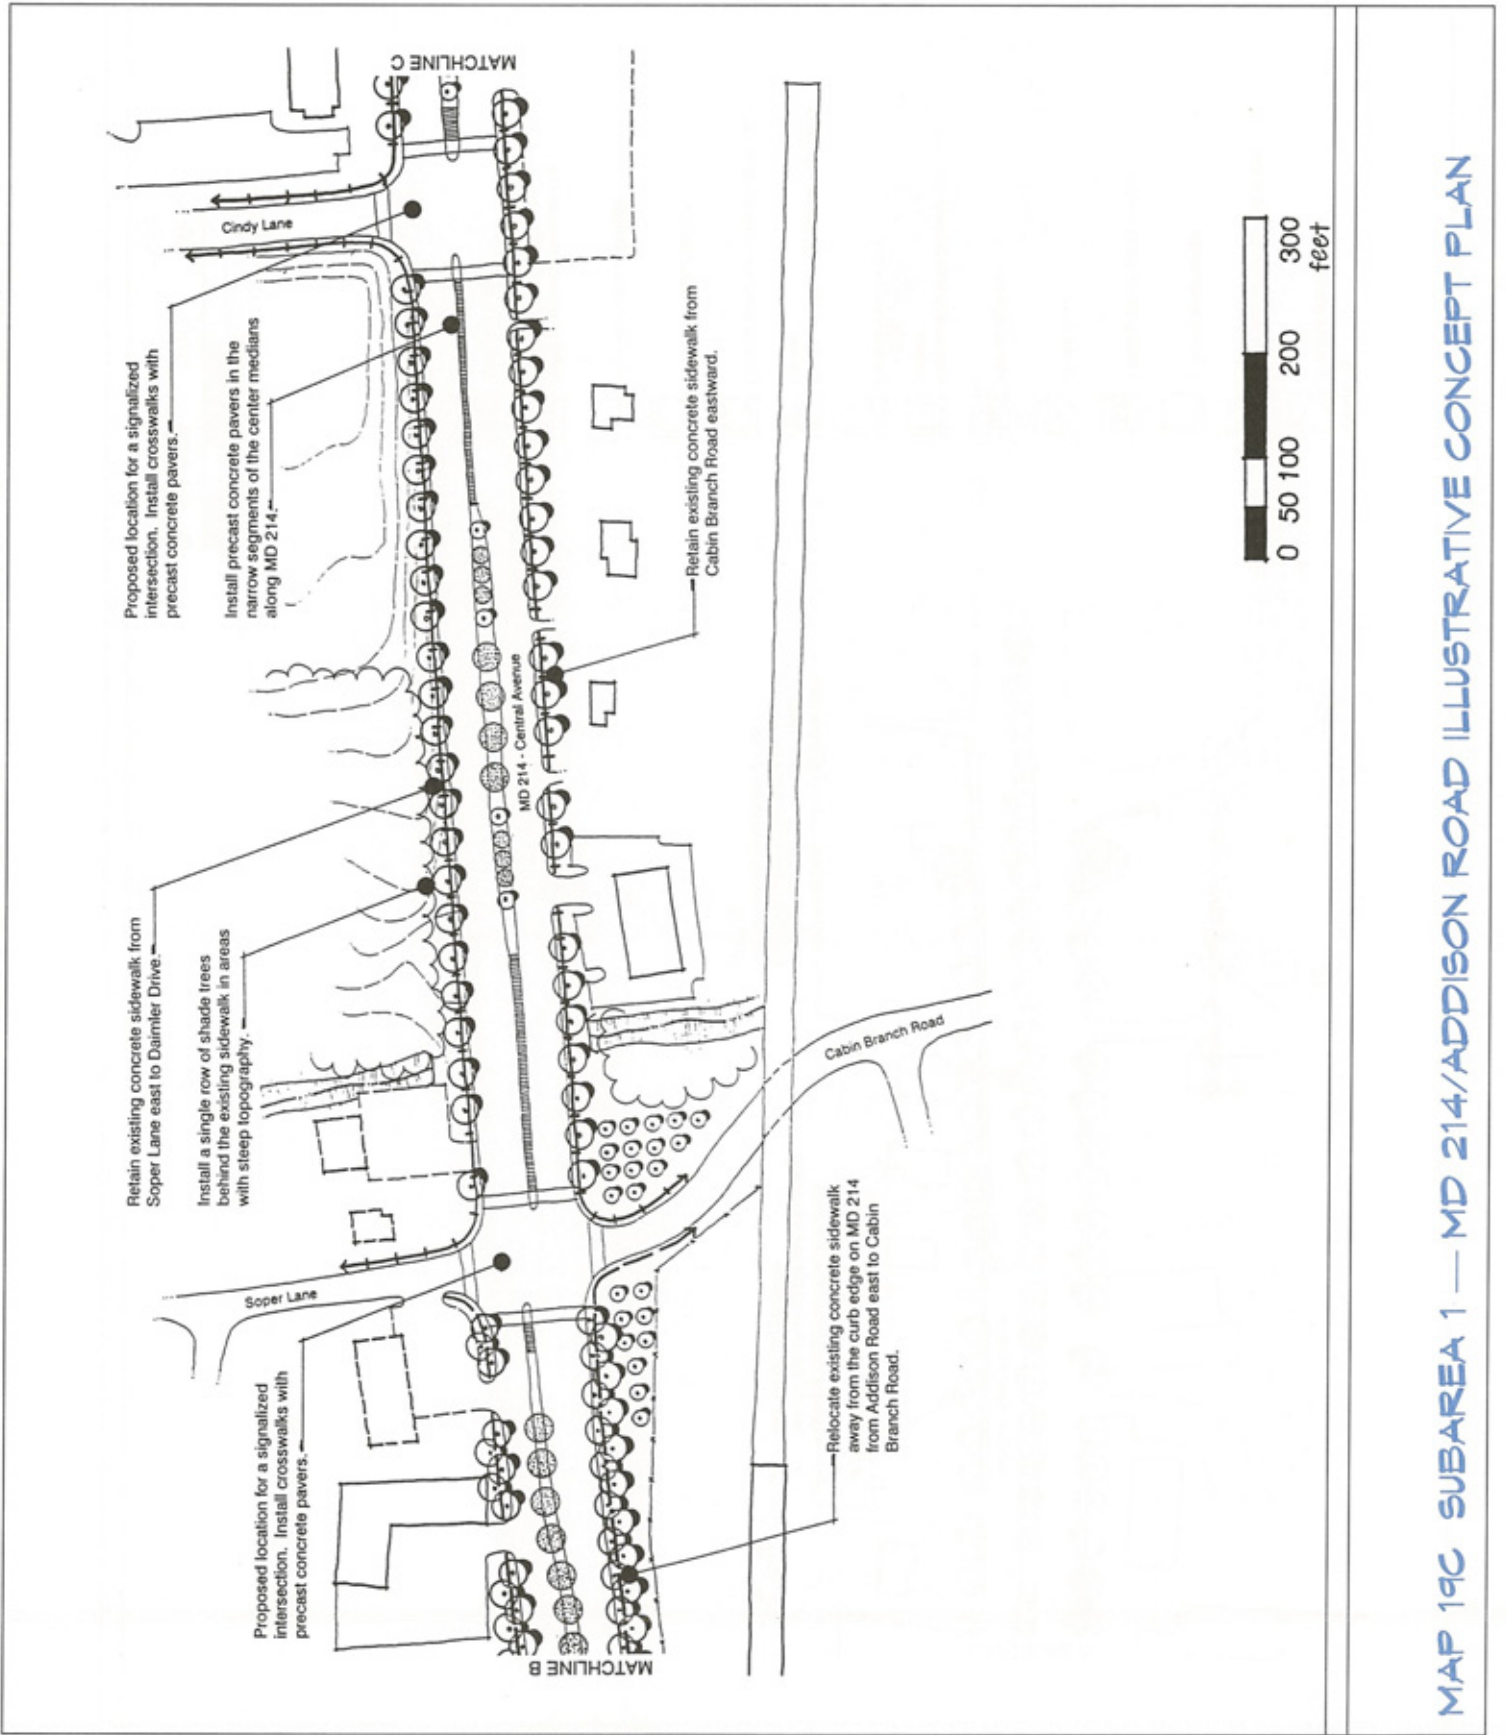 Proposed location for a signalized
intersection. Install crosswalks with
precast concrete pavers.
Install precast concrete pavers in the
narrow segments of the center medians
along MD 214.
Retain existing concrete sidewalk from
Soper Lane east to Daimler Drive.
Install a single row of shade trees
behind the existing sidewalk in areas
with steep topography.
Proposed location for a signalized
intersection. Install crosswalks with
precast concrete pavers.
Cindy Lane
Soper Lane
MATCHLINE C
MATCHLINE B
MD 214 - Central Avenue
Retain existing concrete sidewalk from
Cabin Branch Road eastward.
Cabin Branch Road
Relocate existing concrete sidewalk
away from the curb edge on MD 214
from Addison Road east to Cabin
Branch Road.
0 50 100 200 300
feet
MAP 19C SUBAREA 1 — MD 214/ADDISON ROAD ILLUSTRATIVE CONCEPT PLAN